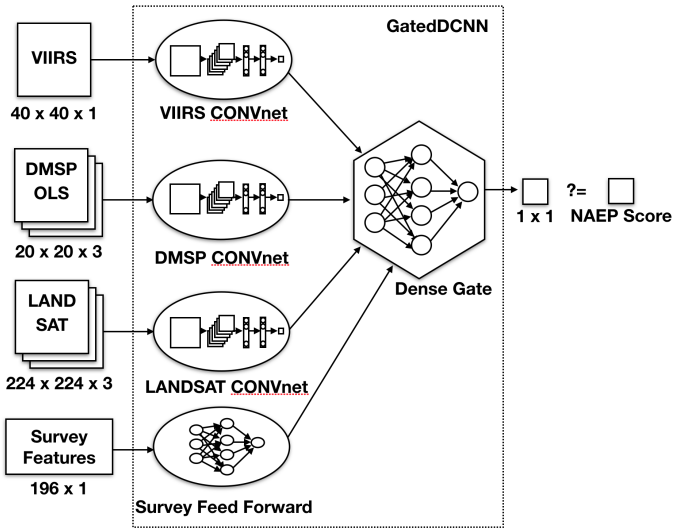 GatedDCNN
VIIRS
40 x 40 x 1
VIIRS CONVnet
DMSP
OLS
20 x 20 x 3
DMSP CONVnet
LAND
SAT
224 x 224 x 3
LANDSAT CONVnet
Survey
Features
196 x 1
Survey Feed Forward
Dense Gate
?=
1 x 1
NAEP Score